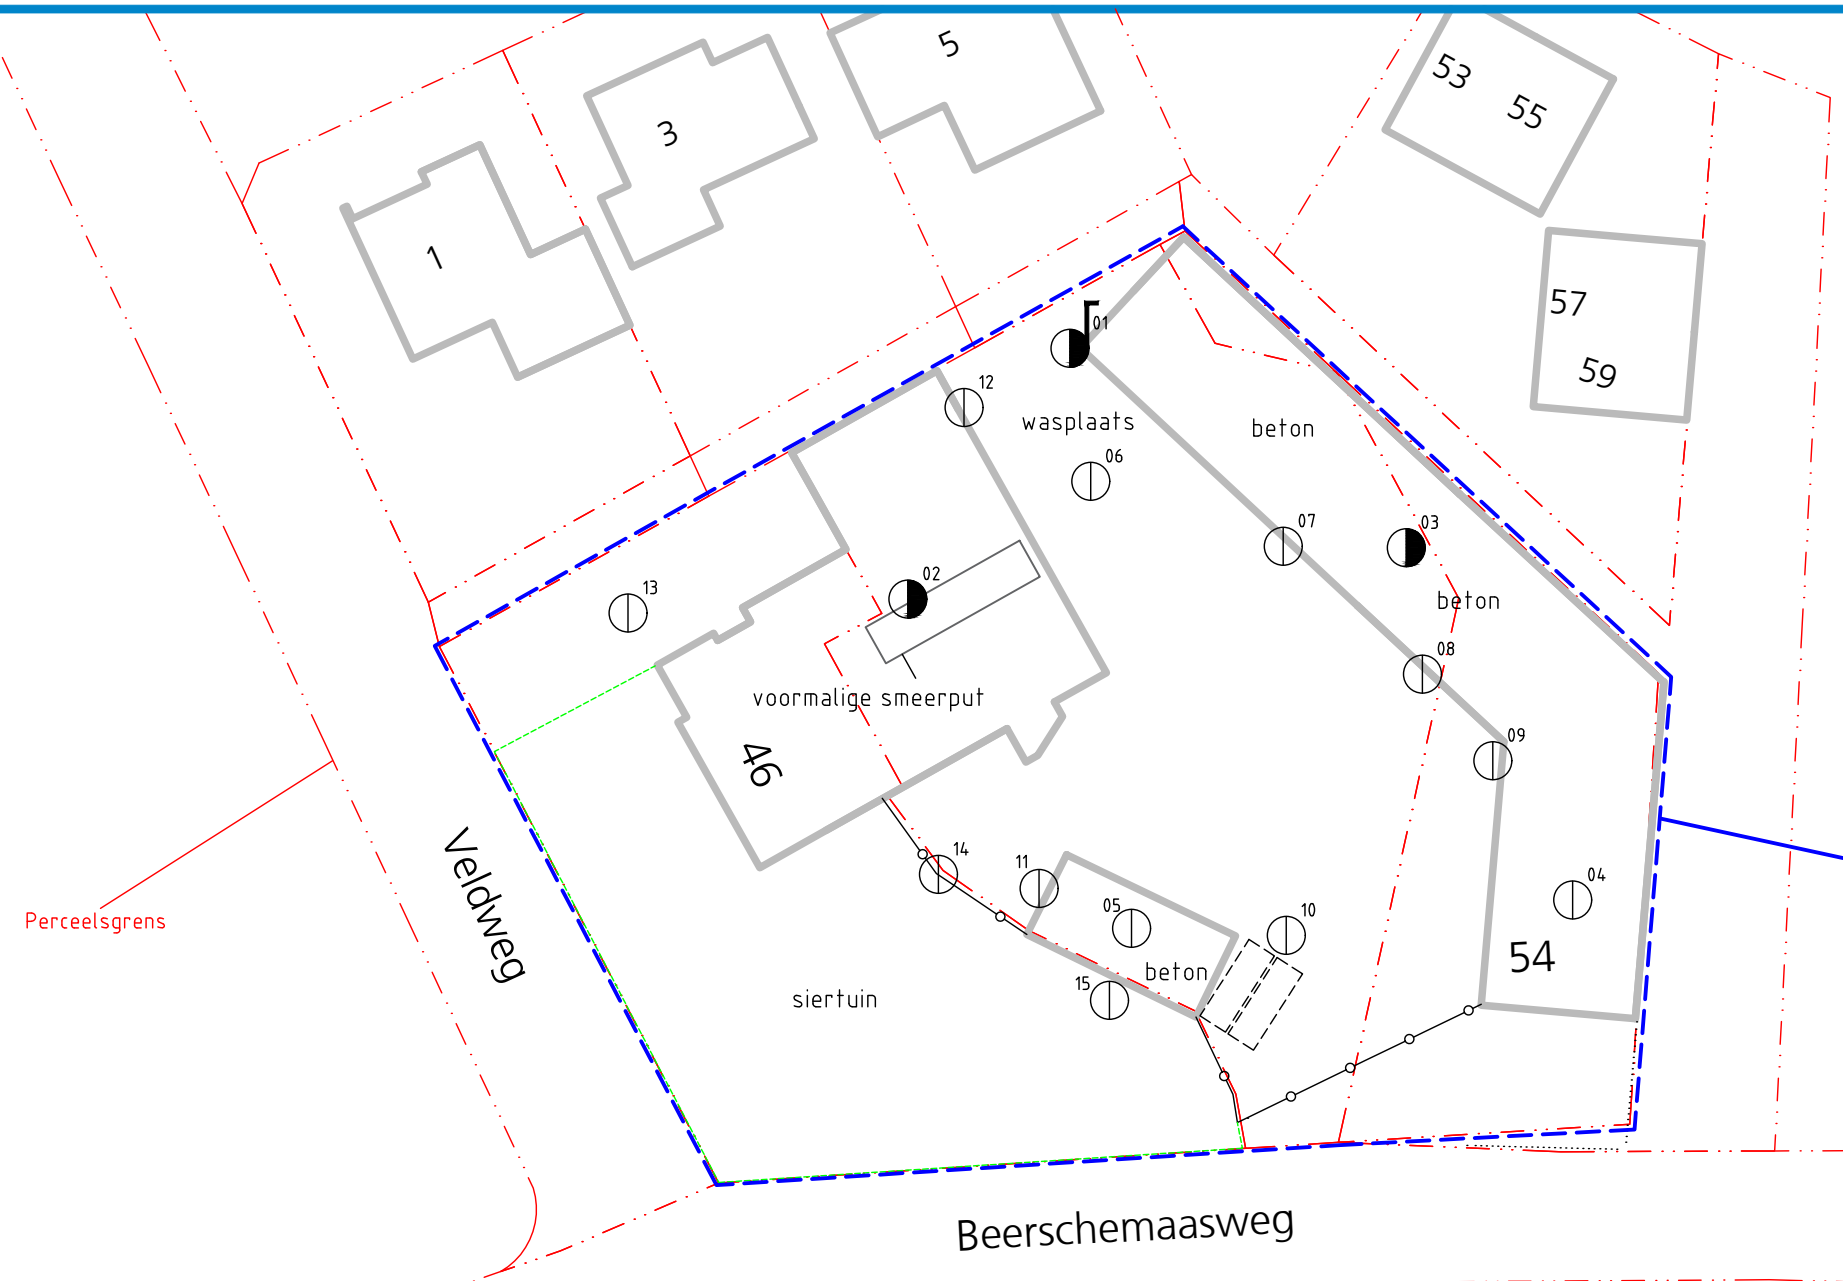 5
53
55
3
1
57
59
01
12
wasplaats
beton
06
07
03
02
13
beton
08
voormalige smeerput
46
09
Veldweg
14
11
04
Perceelsgrens
05
10
54
beton
15
siertuin
Beerschemaasweg